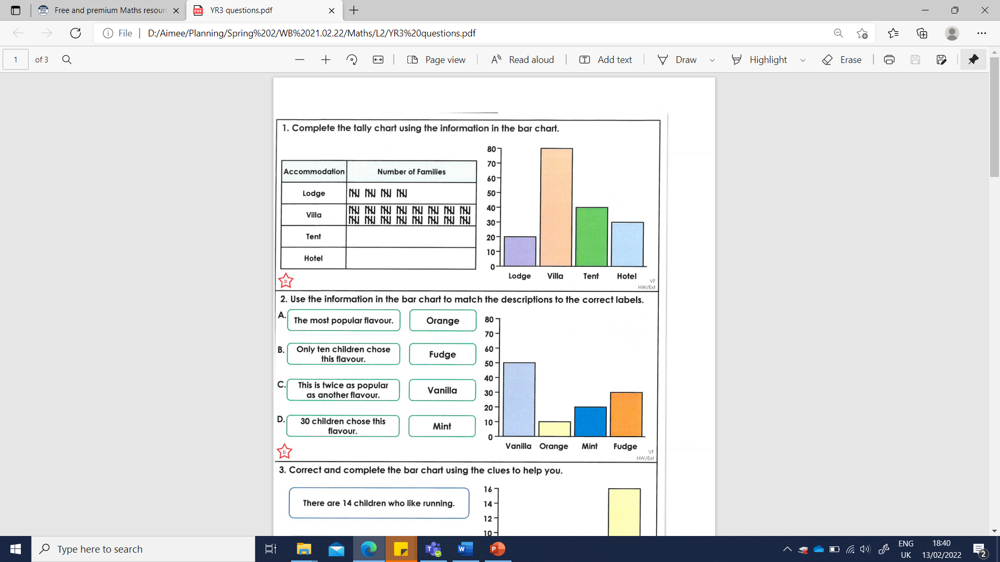 Free and premium Maths resour
YR3 questions.pdf
File
D:/Aimee/Planning/Spring%202/WB%2021.02.22/Maths/L2/YR3%20questions.pdf
1 of 3
Page view
Read aloud
Add text
Draw
Highlight
Erase
1. Complete the tally chart using the information in the bar chart.
Accommodation Number of Families
Lodge
Villa
Tent
Hotel
80
70
60
50
40
30
20
10
0
Lodge Villa Tent Hotel
D
VF
HW/Ext
2. Use the information in the bar chart to match the descriptions to the correct labels.
A. The most popular flavour. Orange
B. Only ten children chose
this flavour.
Fudge
C. This is twice as popular
as another flavour.
Vanilla
D. 30 children chose this
flavour.
Mint
80
70
60
50
40
30
20
10
0
Vanilla Orange Mint Fudge
D
VF
HW/Ext
3. Correct and complete the bar chart using the clues to help you.
There are 14 children who like running.
16
14
12
10
Type here to search
ENG
UK
18:40
13/02/2022
2